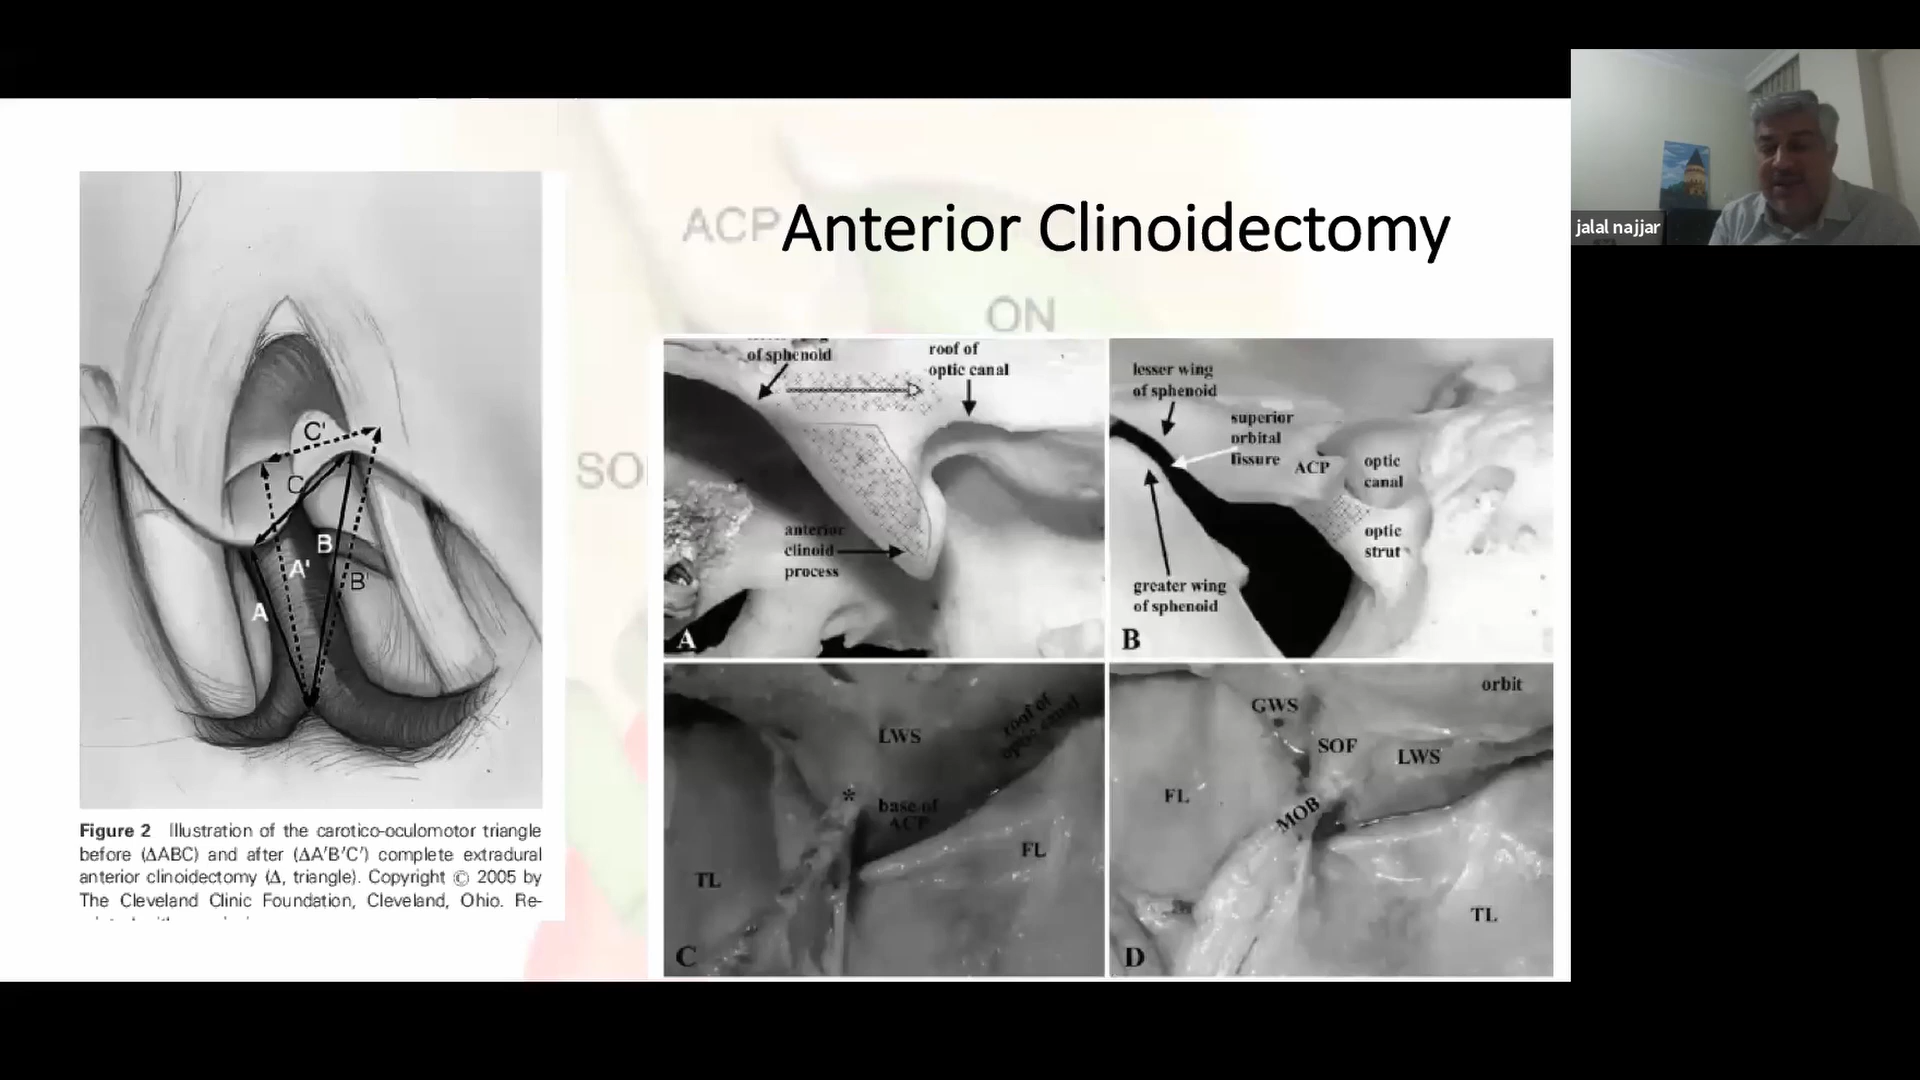 Anterior Clinoidectomy
ACP
ON
SO
C'
C
B
A'
B'
A
Figure 2 Illustration of the carotico-oculomotor triangle
before (ΔABC) and after (ΔA'B'C') complete extradural
anterior clinoidectomy (Δ, triangle). Copyright © 2005 by
The Cleveland Clinic Foundation, Cleveland, Ohio. Re-
of sphenoid
roof of
optic canal
anterior
clinoid
process
A
lesser wing
of sphenoid
superior
orbital
fissure
ACP
optic
canal
optic
strut
greater wing
of sphenoid
B
LWS
roof of
optic canal
*
base of
ACP
FL
TL
C
orbit
GWS
SOF
LWS
FL
MOB
TL
D
jalal najjar